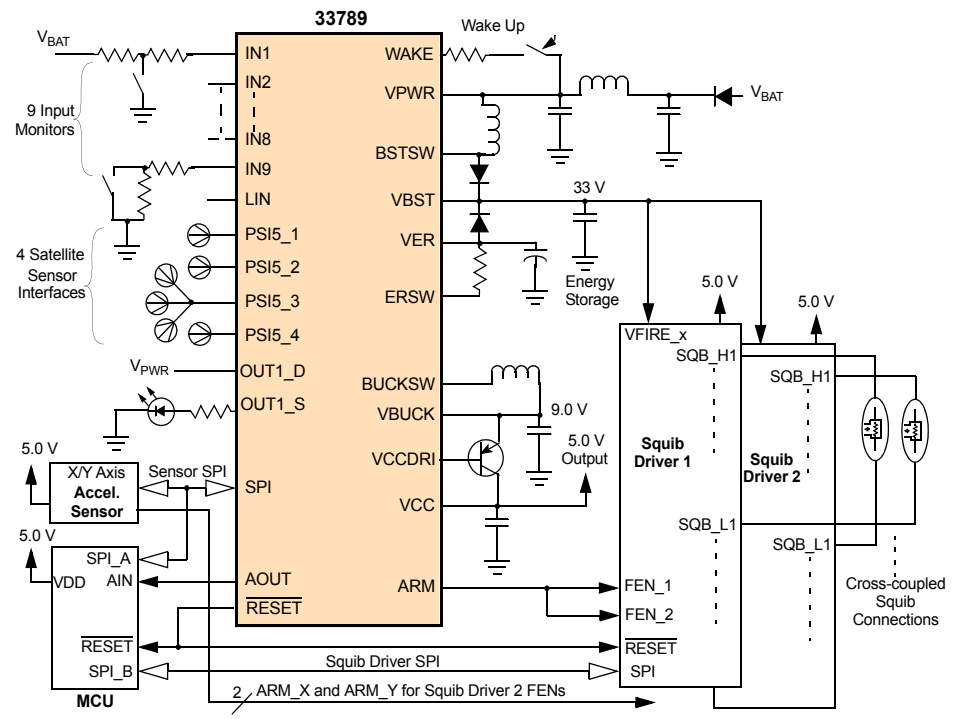 33789
VBAT
IN1
IN2
IN8
IN9
LIN
PSI5_1
PSI5_2
PSI5_3
PSI5_4
OUT1_D
OUT1_S
SPI
AOUT
RESET
9 Input
Monitors
4 Satellite
Sensor
Interfaces
VPWR
WAKE
VPWR
BSTSW
VBST
VER
ERSW
BUCKSW
VBUCK
VCCDRI
VCC
ARM
Wake Up
VBAT
33 V
Energy
Storage
9.0 V
5.0 V
Output
5.0 V
5.0 V
VFIRE_x
SQB_H1
Squib
Driver 1
SQB_L1
FEN_1
FEN_2
RESET
SPI
SQB_H1
Squib
Driver 2
SQB_L1
Cross-coupled
Squib
Connections
5.0 V
X/Y Axis
Accel.
Sensor
Sensor SPI
5.0 V
SPI_A
VDD
AIN
RESET
SPI_B
MCU
Squib Driver SPI
2
ARM_X and ARM_Y for Squib Driver 2 FENs